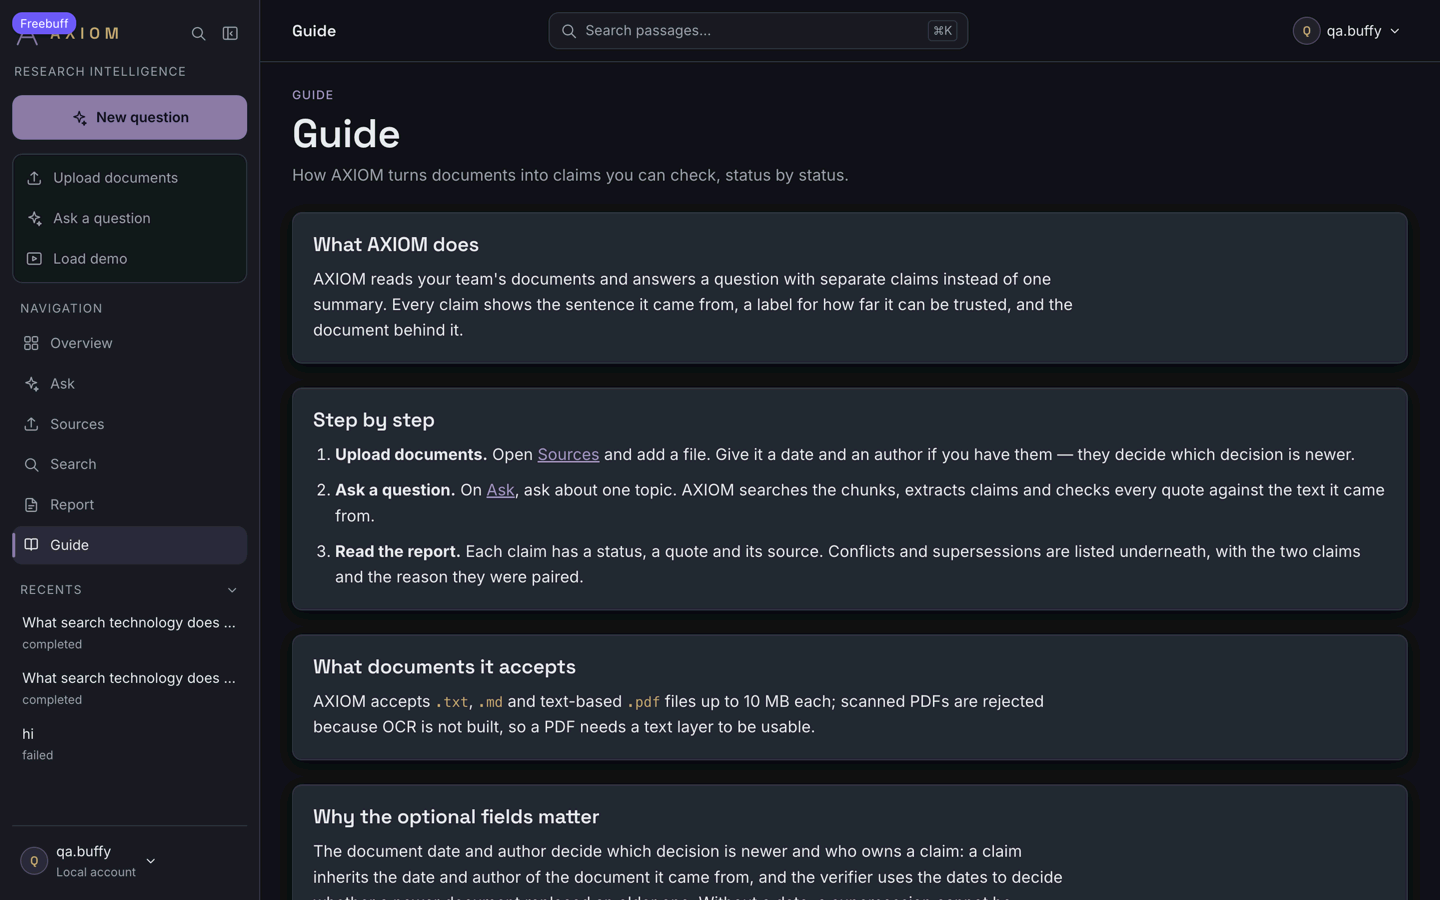 Freebuff
AXIOM
RESEARCH INTELLIGENCE
New question
Upload documents
Ask a question
Load demo
NAVIGATION
Overview
Ask
Sources
Search
Report
Guide
RECENTS
What search technology does ...
completed
What search technology does ...
completed
hi
failed
Q
qa.buffy
Local account
Guide
Search passages...
⌘K
Q
qa.buffy
GUIDE
Guide
How AXIOM turns documents into claims you can check, status by status.
What AXIOM does
AXIOM reads your team's documents and answers a question with separate claims instead of one
summary. Every claim shows the sentence it came from, a label for how far it can be trusted, and the
document behind it.
Step by step
1. Upload documents. Open Sources and add a file. Give it a date and an author if you have them — they decide which decision is newer.
2. Ask a question. On Ask, ask about one topic. AXIOM searches the chunks, extracts claims and checks every quote against the text it came
from.
3. Read the report. Each claim has a status, a quote and its source. Conflicts and supersessions are listed underneath, with the two claims
and the reason they were paired.
What documents it accepts
AXIOM accepts .txt, .md and text-based .pdf files up to 10 MB each; scanned PDFs are rejected
because OCR is not built, so a PDF needs a text layer to be usable.
Why the optional fields matter
The document date and author decide which decision is newer and who owns a claim: a claim
inherits the date and author of the document it came from, and the verifier uses the dates to decide